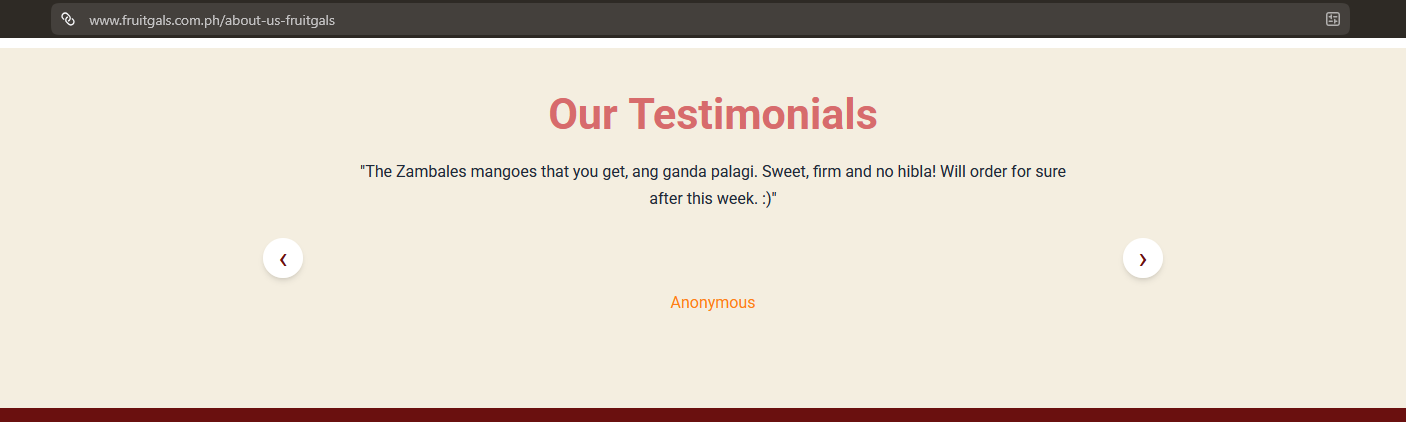 www.fruitgals.com.ph/about-us-fruitgals
Our Testimonials
"The Zambales mangoes that you get, ang ganda palagi. Sweet, firm and no hibla! Will order for sure
after this week. :)"
❮
❯
Anonymous